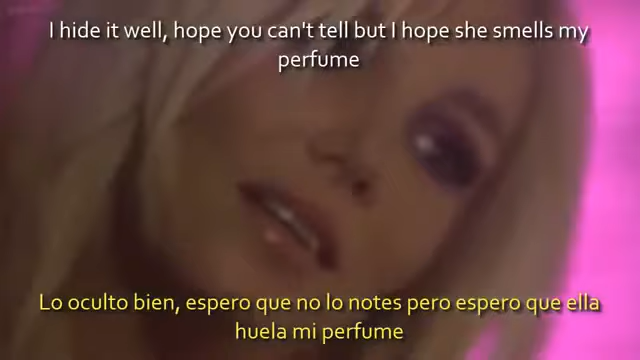 I hide it well, hope you can't tell but I hope she smells my
perfume
Lo oculto bien, espero que no lo notes pero espero que ella
huela mi perfume